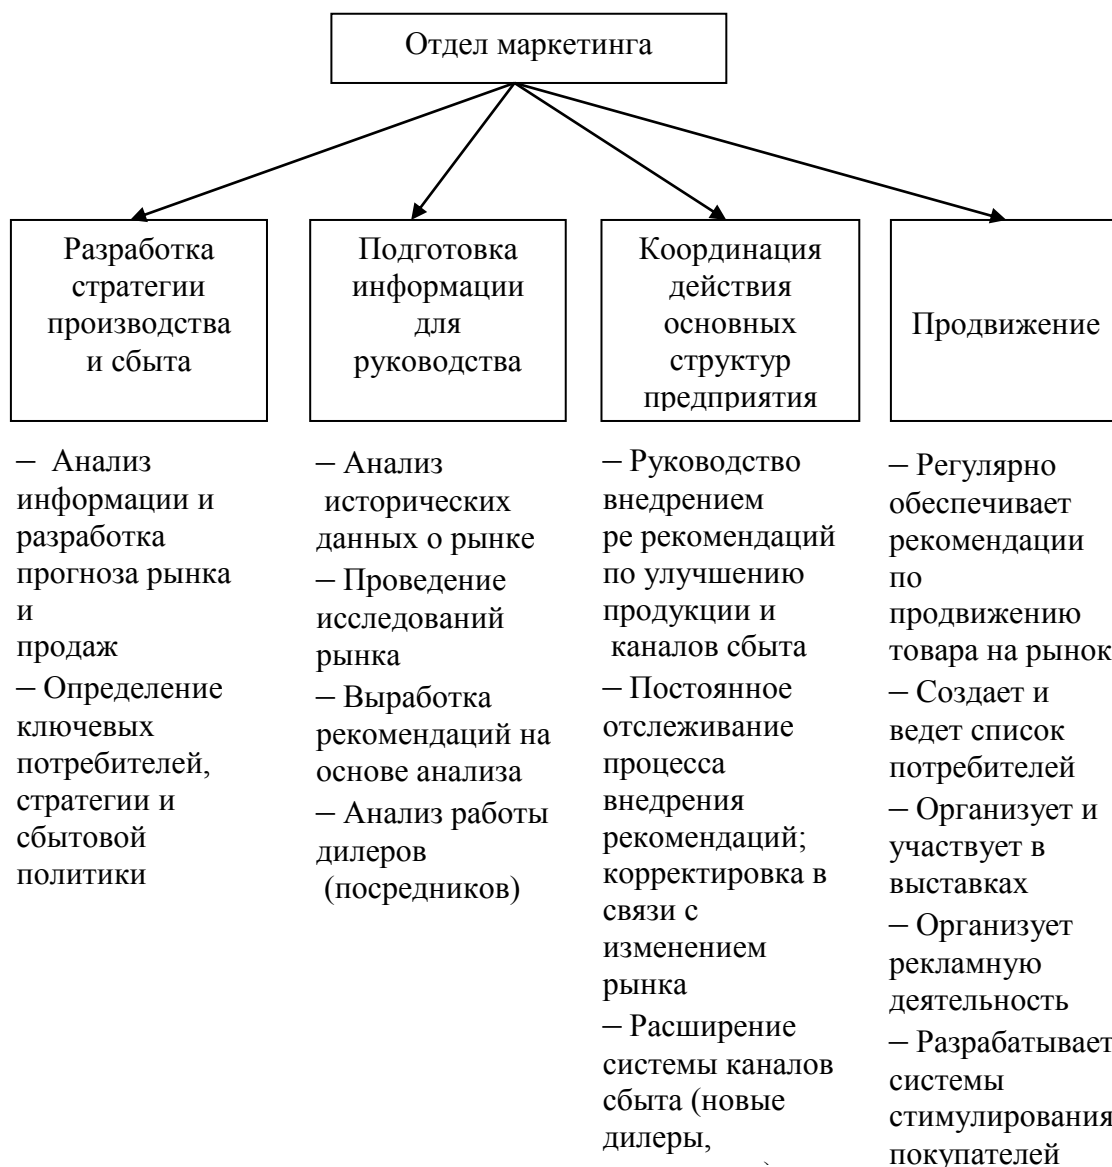 Отдел маркетинга
Разработка
стратегии
производства
и сбыта
Подготовка
информации
для
руководства
Координация
действия
основных
структур
предприятия
Продвижение
— Анализ
информации и
разработка
прогноза рынка
и
продаж
— Определение
ключевых
потребителей,
стратегии и
сбытовой
политики
— Анализ
исторических
данных о рынке
— Проведение
исследований
рынка
— Выработка
рекомендаций на
основе анализа
— Анализ работы
дилеров
(посредников)
— Руководство
внедрением
ре рекомендаций
по улучшению
продукции и
каналов сбыта
— Постоянное
отслеживание
процесса
внедрения
рекомендаций;
корректировка в
связи с
изменением
рынка
— Расширение
системы каналов
сбыта (новые
дилеры,
— Регулярно
обеспечивает
рекомендации
по
продвижению
товара на рынок
— Создает и
ведет список
потребителей
— Организует и
участвует в
выставках
— Организует
рекламную
деятельность
— Разрабатывает
системы
стимулирования
покупателей